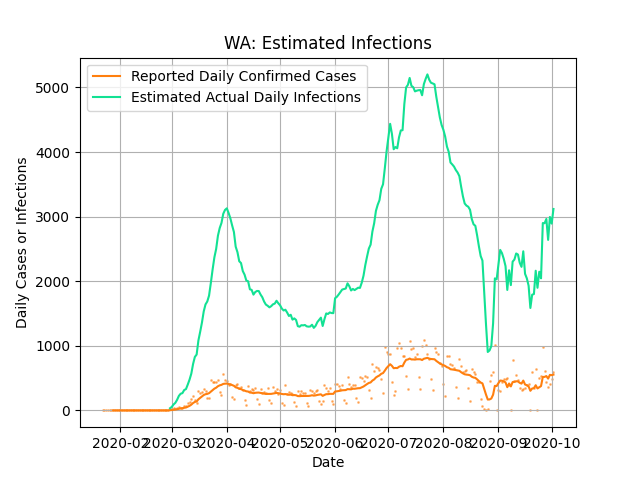 WA: Estimated Infections
Reported Daily Confirmed Cases
Estimated Actual Daily Infections
Daily Cases or Infections
5000
4000
3000
2000
1000
0
2020-02 2020-03 2020-04 2020-05 2020-06 2020-07 2020-08 2020-09 2020-10
Date